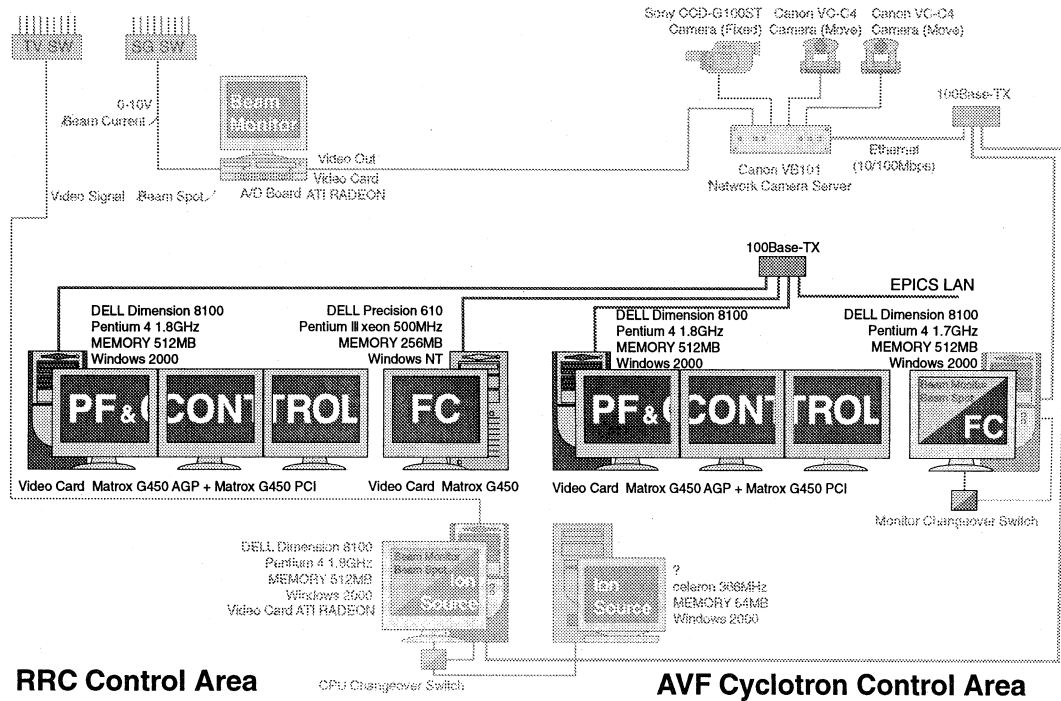 Sony CCD-G100ST
Camera (Fixed)
Canon VC-C4
Camera (Move)
Canon VC-C4
Camera (Move)
TV SW
SG SW
100Base-TX
0-10V
Beam Current
Beam
Monitor
Video Out
Video Card
ATI RADEON
A/D Board
Video Signal
Beam Spot
Canon VB101
Network Camera Server
Ethernet
(10/100Mbps)
100Base-TX
EPICS LAN
DELL Dimension 8100
Pentium 4 1.8GHz
MEMORY 512MB
Windows 2000
DELL Precision 610
Pentium III xeon 500MHz
MEMORY 256MB
Windows NT
DELL Dimension 8100
Pentium 4 1.8GHz
MEMORY 512MB
Windows 2000
DELL Dimension 8100
Pentium 4 1.7GHz
MEMORY 512MB
Windows 2000
PF & C
CONT
TROL
FC
PF & C
CONT
TROL
Beam Monitor
Beam Spot
FC
Video Card Matrox G450 AGP + Matrox G450 PCI
Video Card Matrox G450
Video Card Matrox G450 AGP + Matrox G450 PCI
Monitor Changeover Switch
DELL Dimension 8100
Pentium 4 1.8GHz
MEMORY 512MB
Windows 2000
Video Card ATI RADEON
Beam Monitor
Beam Spot
Ion
Source
Ion
Source
?
celeron 366MHz
MEMORY 64MB
Windows 2000
CPU Changeover Switch
RRC Control Area
AVF Cyclotron Control Area